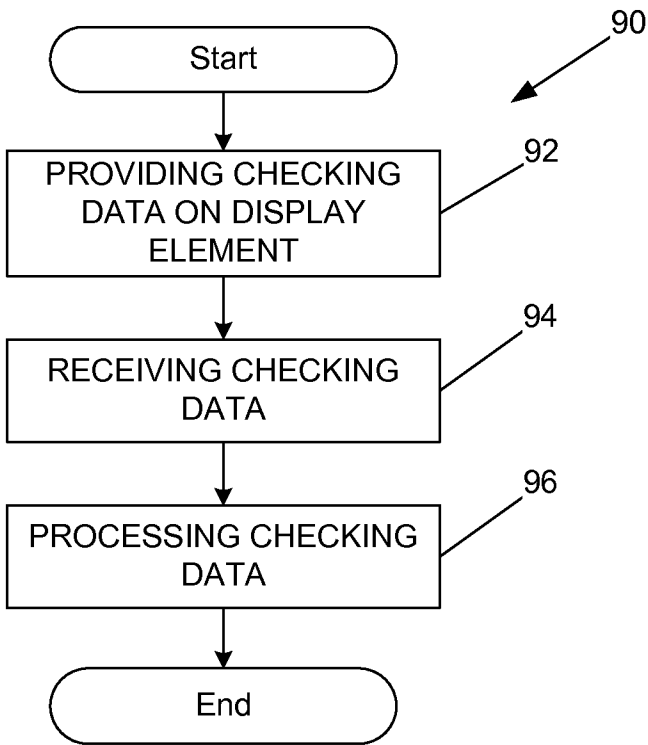 90
Start
92
PROVIDING CHECKING
DATA ON DISPLAY
ELEMENT
94
RECEIVING CHECKING
DATA
96
PROCESSING CHECKING
DATA
End